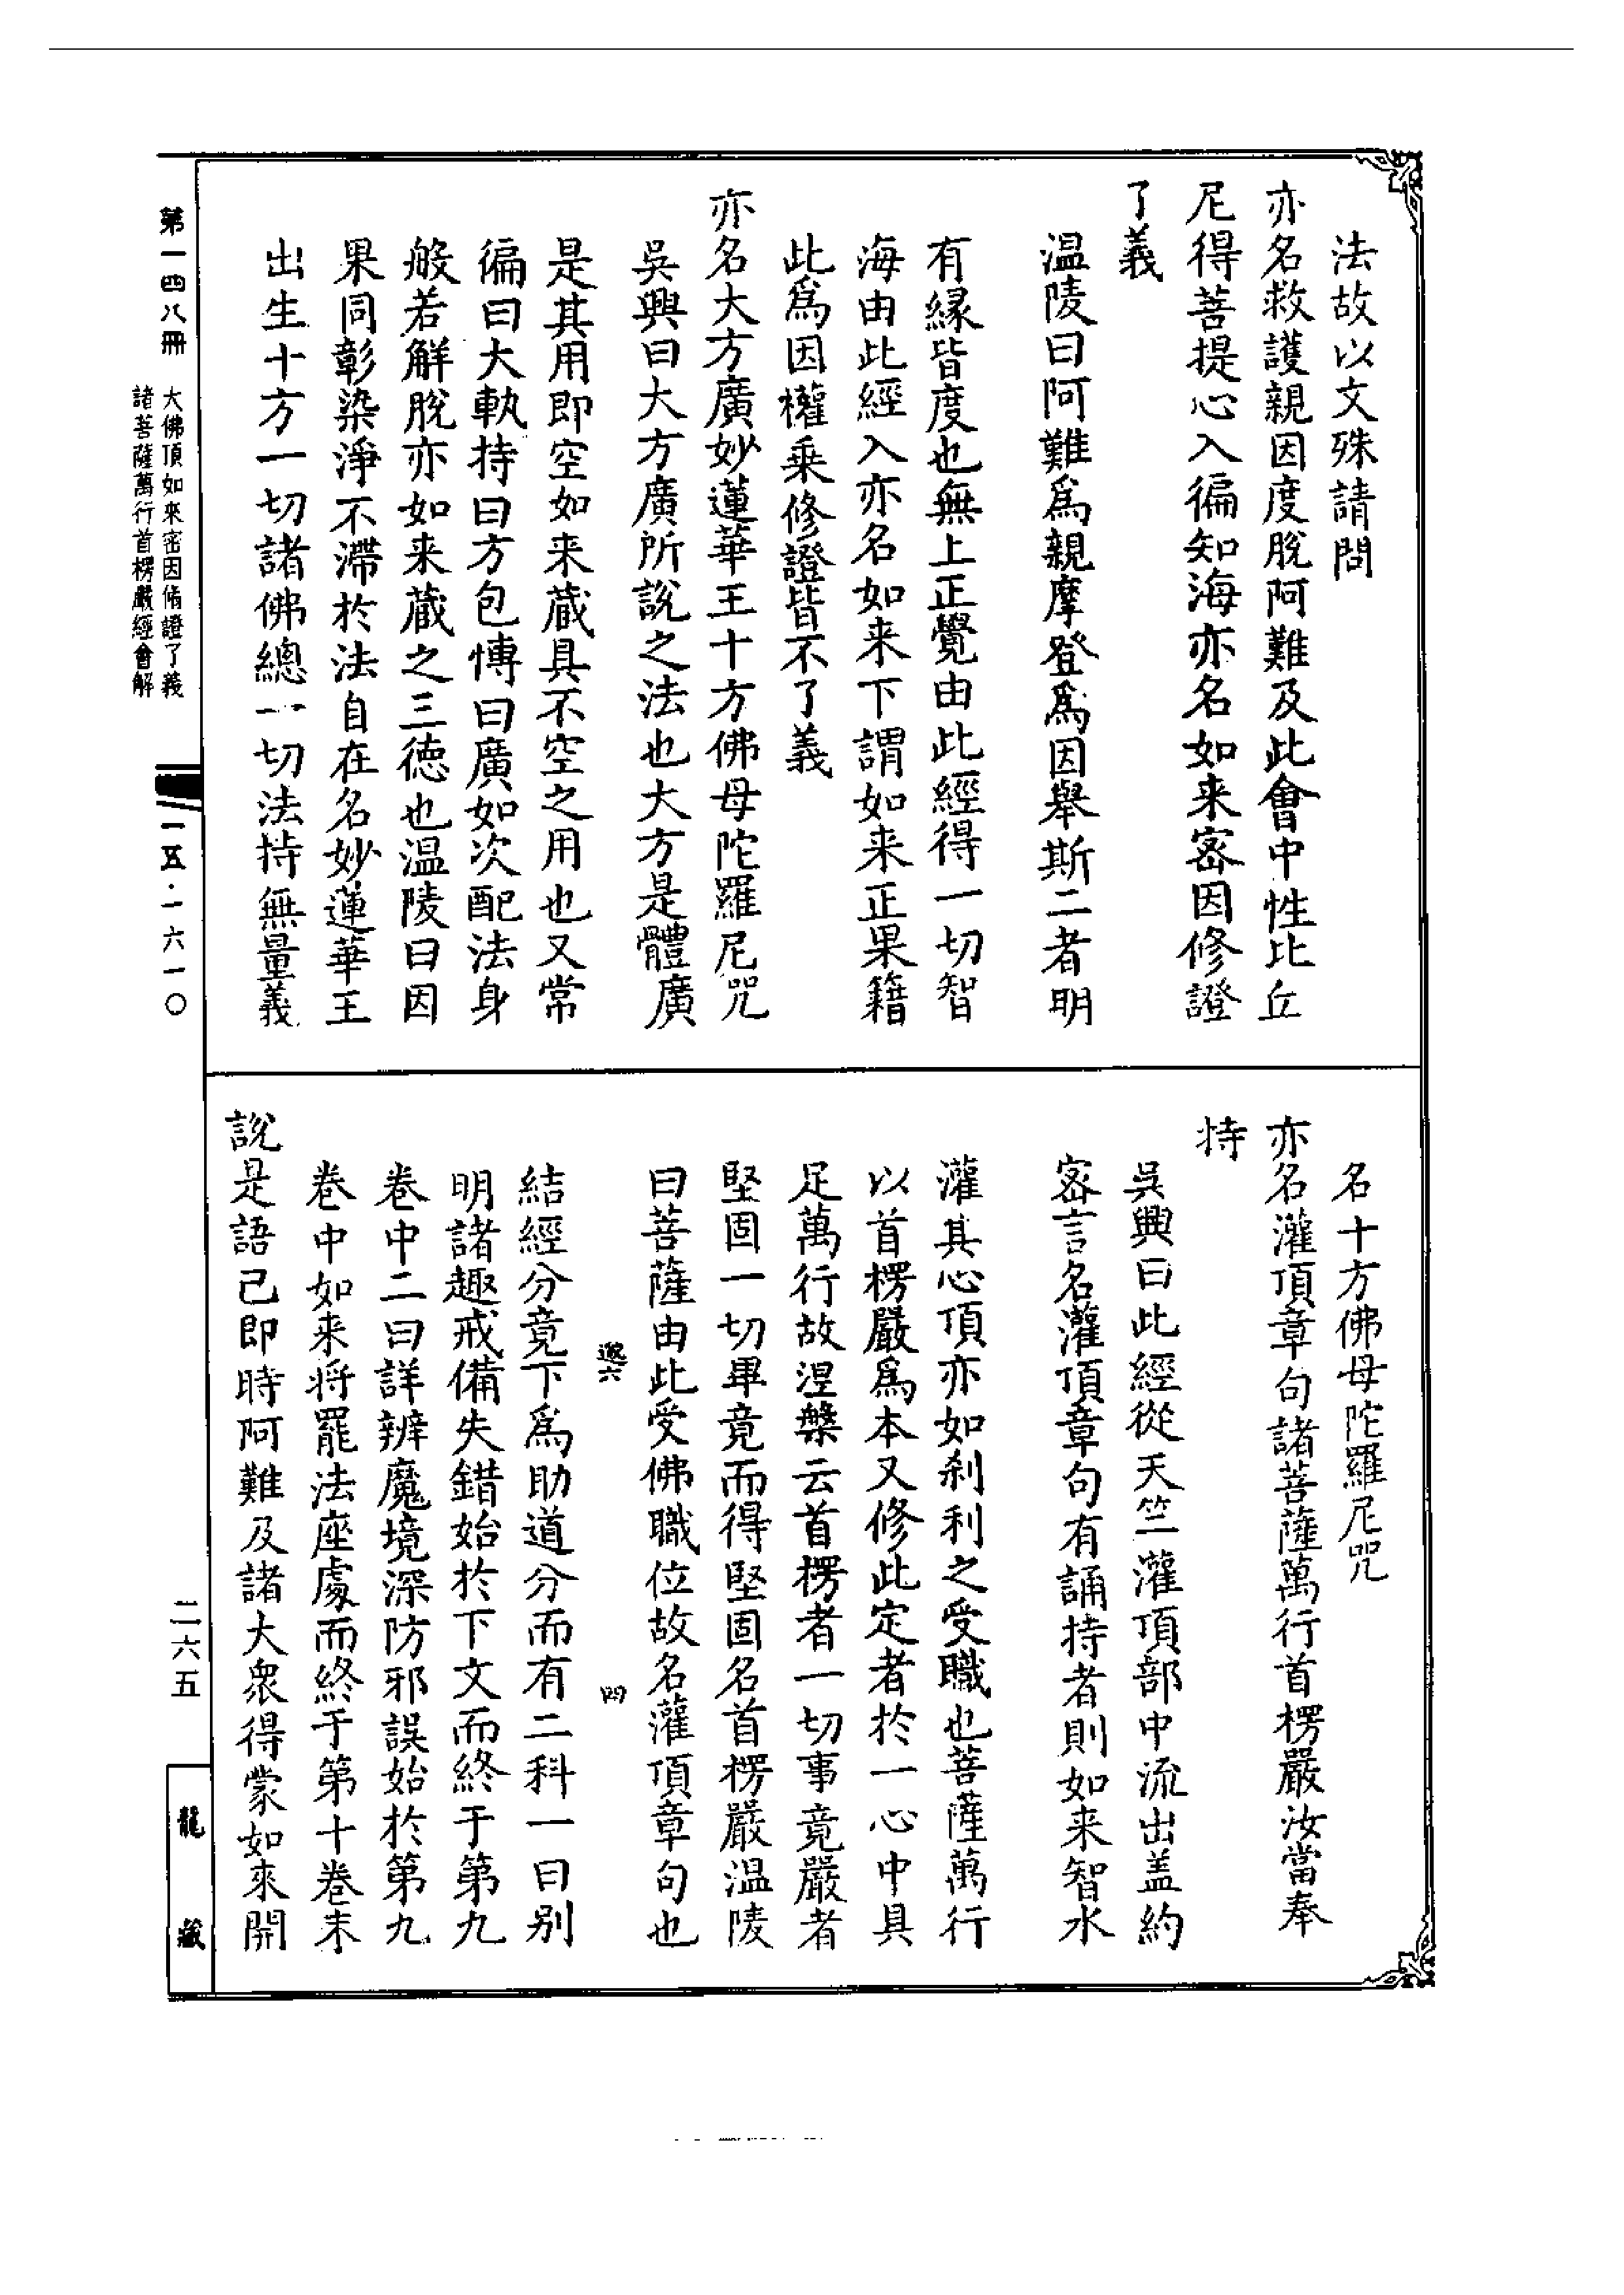 法故以文殊請問
亦名救護親因度脫阿難及此會中性比丘
尼得菩提心入徧知海亦名如来密因修證
了義
溫陵曰阿難爲親摩登爲因舉斯二者明
有緣皆度也無上正覺由此經得一切智
海由此經入亦名如来下謂如来正果籍
此爲因權乗修證皆不了義
亦名大方廣妙蓮華王十方佛母陀羅尼咒
吳興曰大方廣所說之法也大方是體廣
是其用即空如来蔵具不空之用也又常
徧曰大軌持曰方包愽曰廣如次配法身
般若解脫亦如来蔵之三德也溫陵曰因
果同彰染淨不滯於法自在名妙蓮華王
出生十方一切諸佛總一切法持無量義
名十方佛母陀羅尼咒
亦名灌頂章句諸菩薩萬行首楞嚴汝當奉
持
吳興曰此經從天竺灌頂部中流出盖約
密言名灌頂章句有誦持者則如来智水
灌其心頂亦如刹利之受職也菩薩萬行
以首楞嚴爲本又修此定者於一心中具
足萬行故涅槃云首楞者一切事竟嚴者
堅固一切畢竟而得堅固名首楞嚴溫陵
曰菩薩由此受佛職位故名灌頂章句也
邈六 四
結經分竟下爲助道分而有二科一曰别
明諸趣戒備失錯始於下文而終于第九
卷中二曰詳辨魔境深防邪誤始於第九
卷中如来将罷法座處而終于第十卷末
說是語已即時阿難及諸大衆得蒙如來開
第一四八冊
大佛頂如來密因脩證了義
諸菩薩萬行首楞嚴經會解
一五·一六一〇
二六五
龍藏